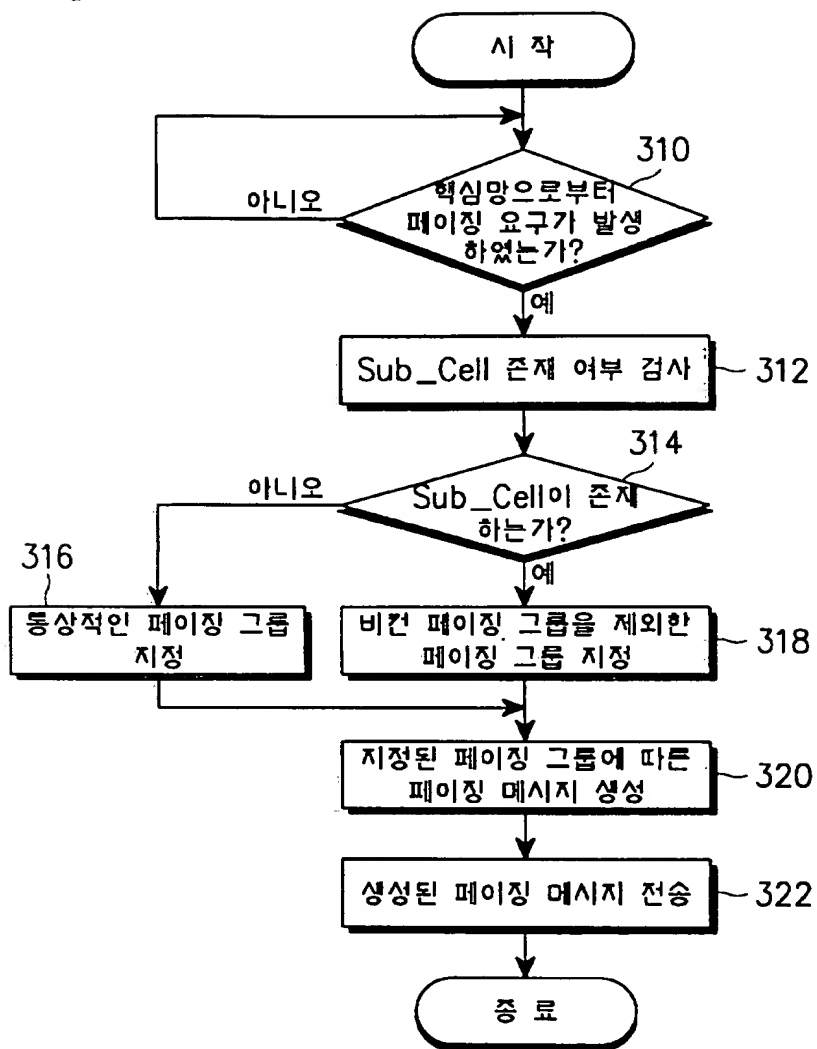 시 작
310
핵심망으로부터
페이징 요구가 발생
하였는가?
아니오
예
Sub_Cell 존재 여부 검사
312
314
Sub_Cell이 존재
하는가?
아니오
예
316
통상적인 페이징 그룹
지정
비컨 페이징 그룹을 제외한
페이징 그룹 지정
318
지정된 페이징 그룹에 따른
페이징 메시지 생성
320
생성된 페이징 메시지 전송
322
종 료